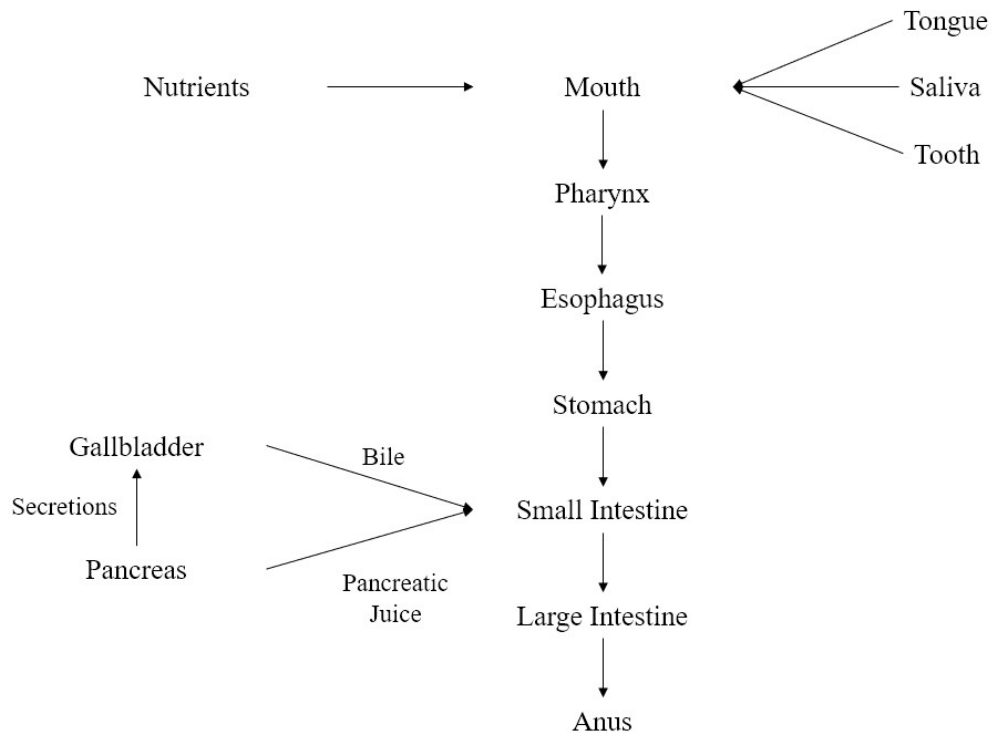 Tongue
Nutrients
Mouth
Saliva
Tooth
Pharynx
Esophagus
Stomach
Gallbladder
Bile
Secretions
Small Intestine
Pancreas
Pancreatic
Juice
Large Intestine
Anus